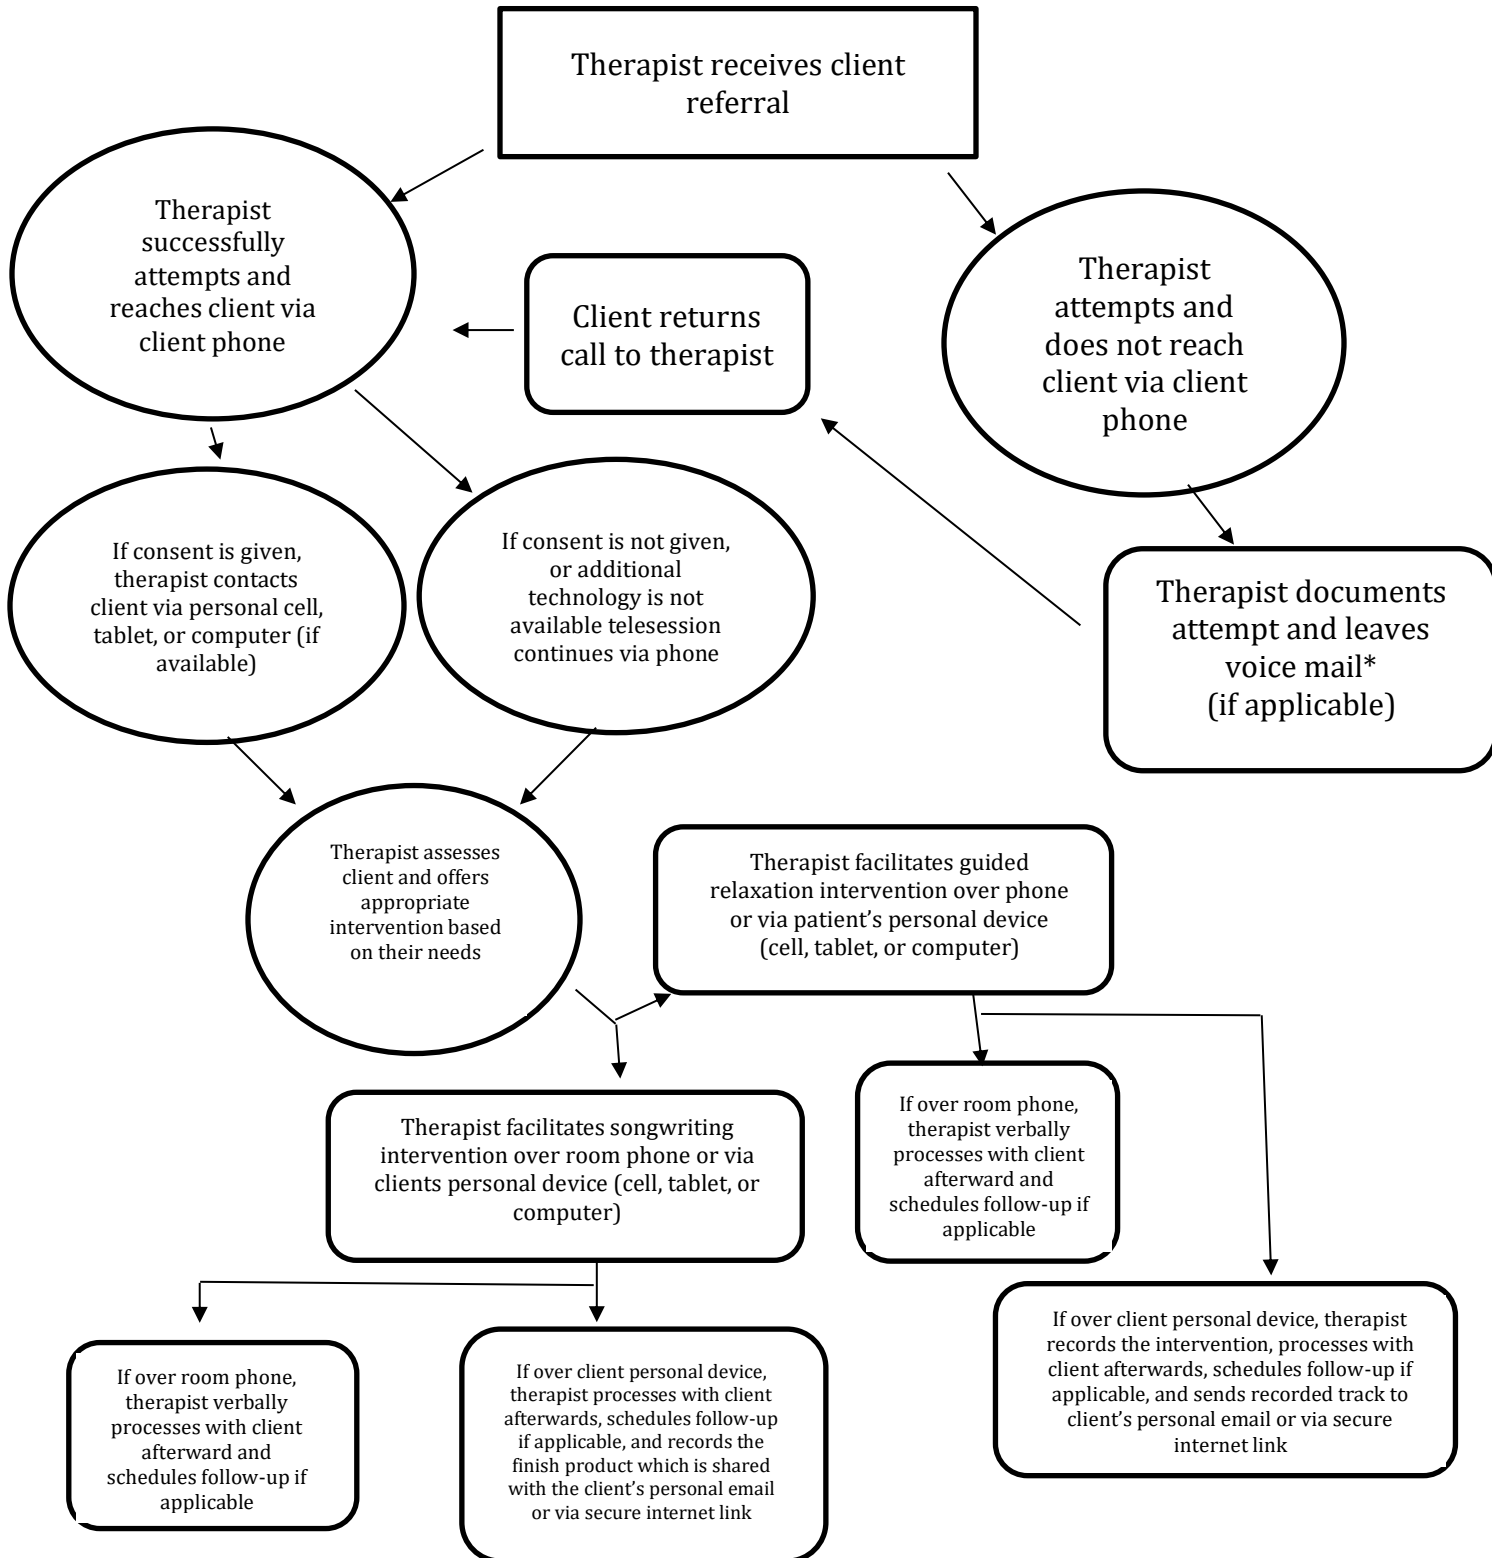 Therapist receives client
referral
Therapist
successfully
attempts and
reaches client via
client phone
Client returns
call to therapist
Therapist
attempts and
does not reach
client via client
phone
If consent is given,
therapist contacts
client via personal cell,
tablet, or computer (if
available)
If consent is not given,
or additional
technology is not
available telesession
continues via phone
Therapist documents
attempt and leaves
voice mail*
(if applicable)
Therapist assesses
client and offers
appropriate
intervention based
on their needs
Therapist facilitates guided
relaxation intervention over phone
or via patient’s personal device
(cell, tablet, or computer)
Therapist facilitates songwriting
intervention over room phone or via
clients personal device (cell, tablet, or
computer)
If over room phone,
therapist verbally
processes with client
afterward and
schedules follow-up if
applicable
If over client personal device, therapist
records the intervention, processes with
client afterwards, schedules follow-up if
applicable, and sends recorded track to
client’s personal email or via secure
internet link
If over room phone,
therapist verbally
processes with client
afterward and
schedules follow-up if
applicable
If over client personal device,
therapist processes with client
afterwards, schedules follow-up
if applicable, and records the
finish product which is shared
with the client’s personal email
or via secure internet link